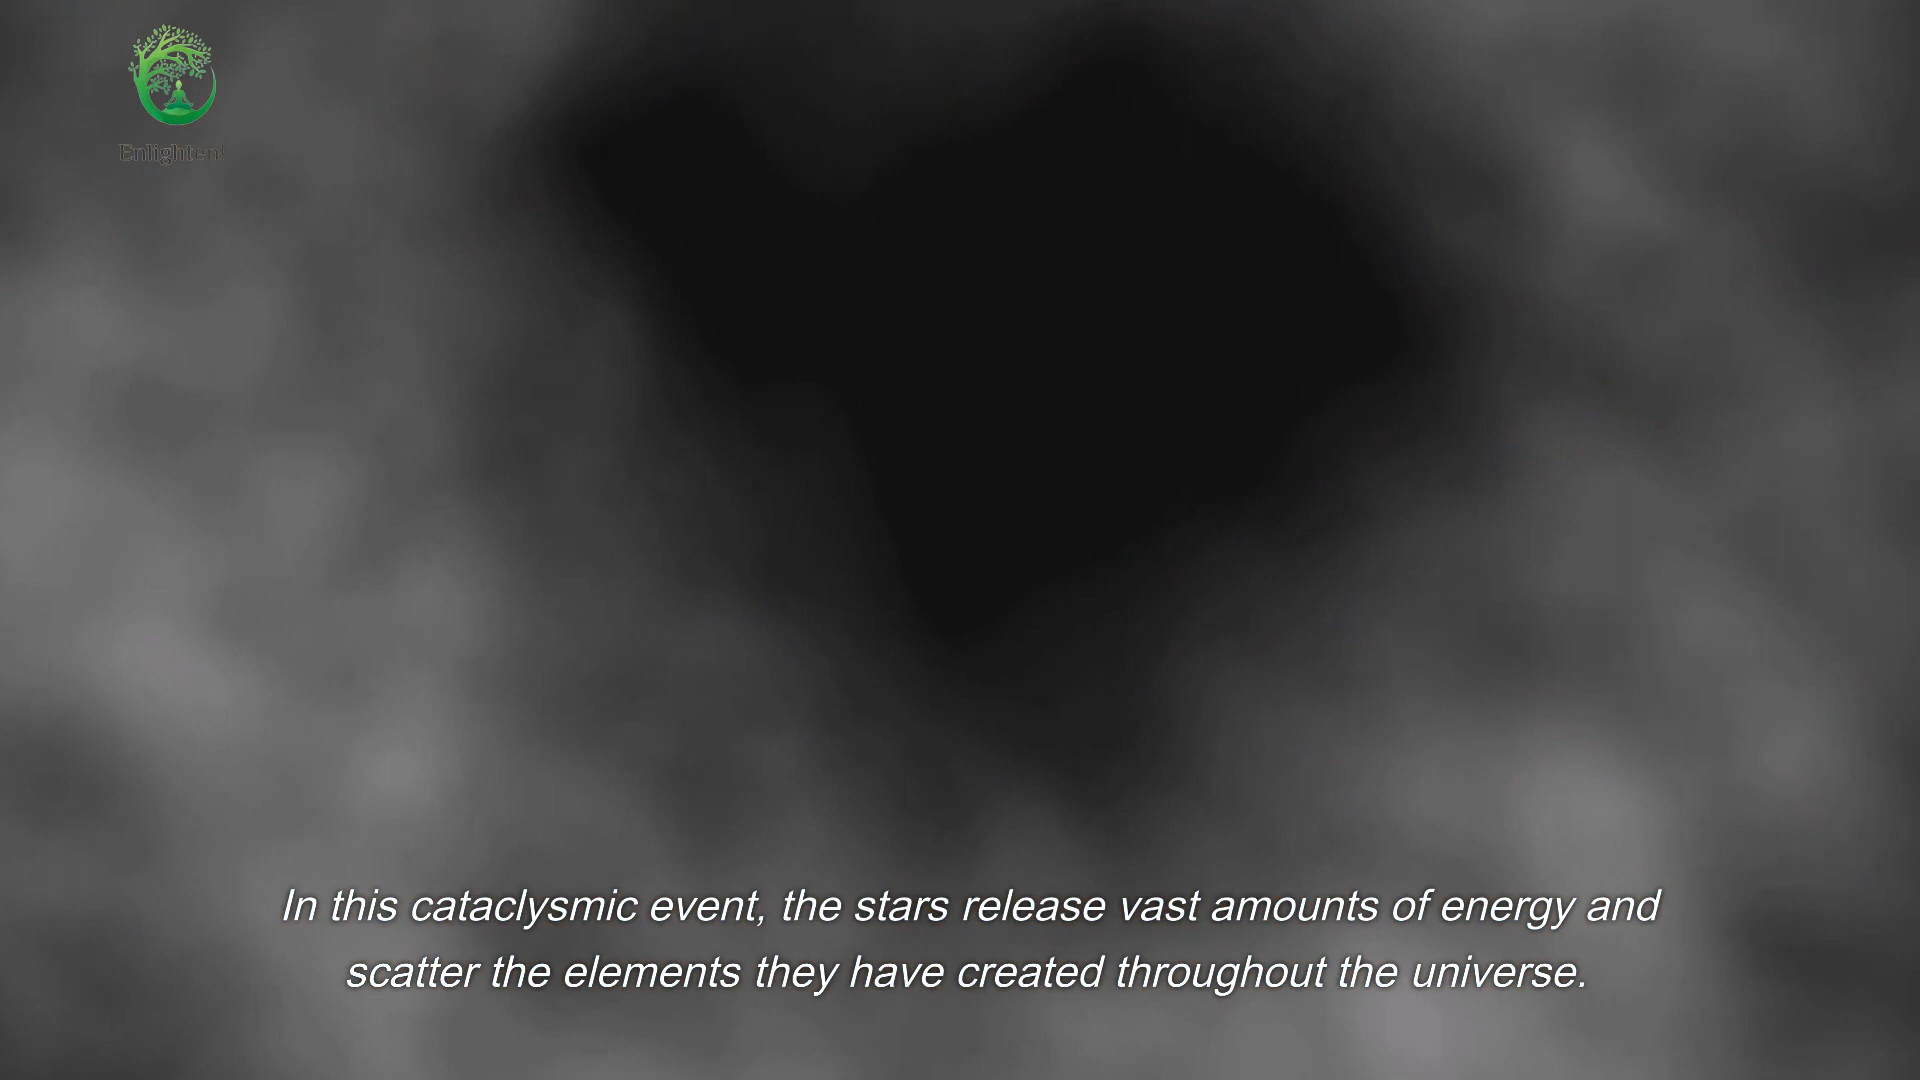 Enlighten
In this cataclysmic event, the stars release vast amounts of energy and
scatter the elements they have created throughout the universe.